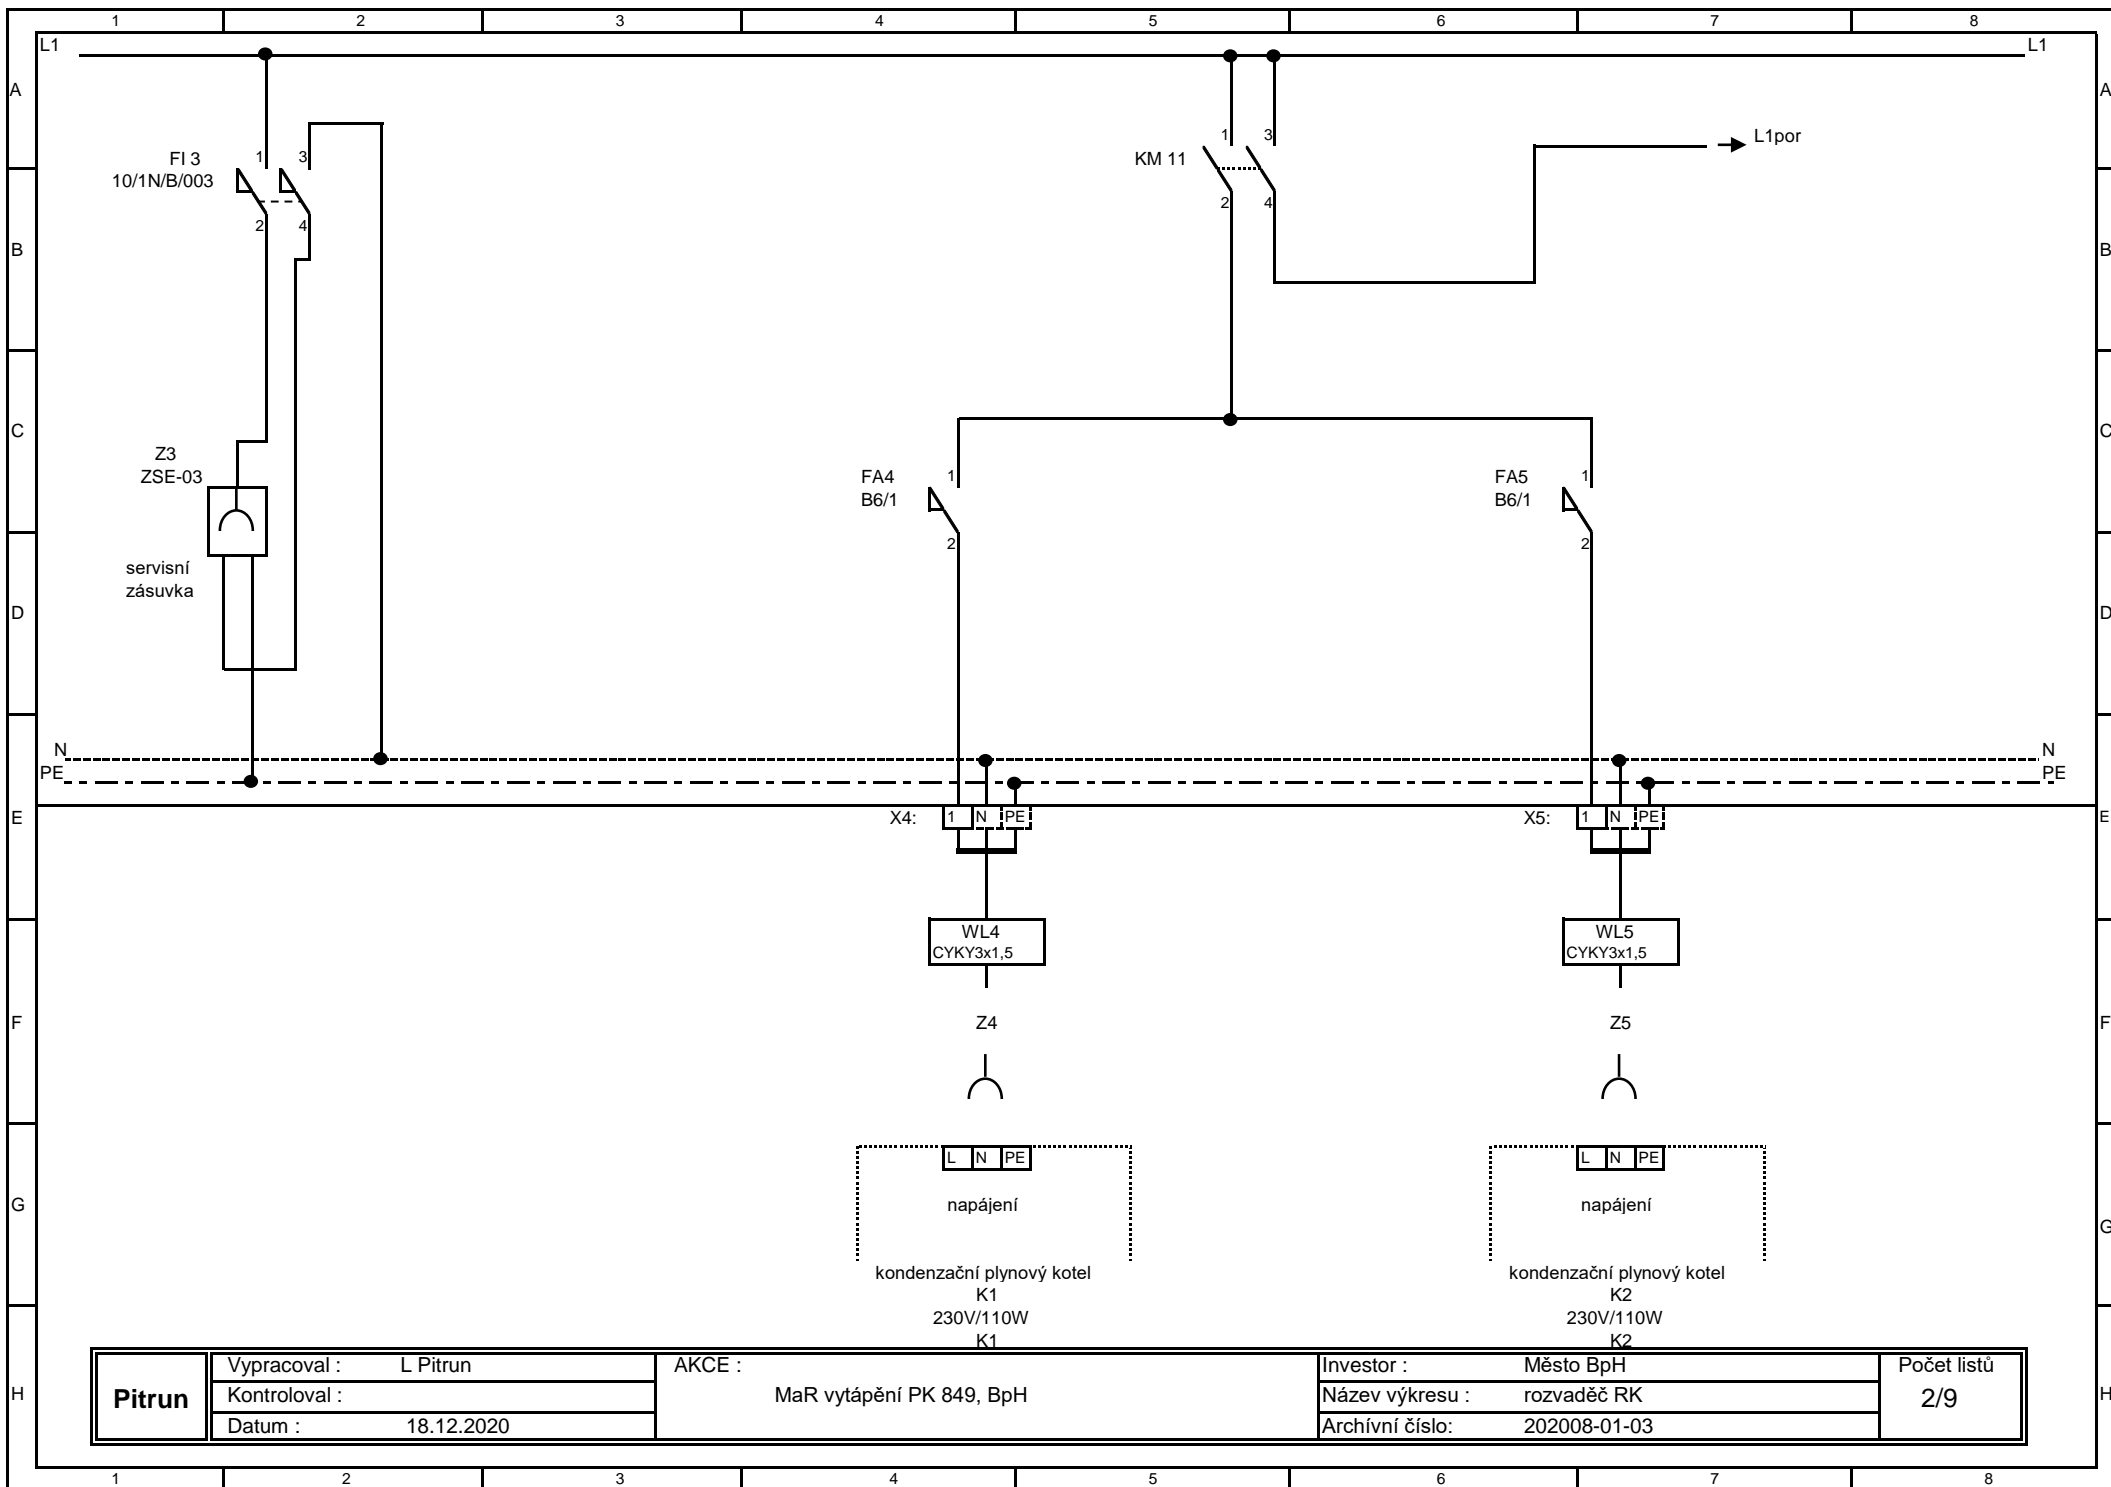 1 2 3 4 5 6 7 8
L1 L1
A A
L1por
FI 3 1 3
10/1N/B/003
2 4
KM 11 1 3
2 4
B B
C C
Z3
ZSE-03
FA4 1
B6/1
2
FA5 1
B6/1
2
servisní
zásuvka
D D
N N
PE PE
E E
X4: 1 N PE
X5: 1 N PE
WL4
CYKY3x1,5
WL5
CYKY3x1,5
F F
Z4 Z5
L N PE
L N PE
G G
napájení napájení
kondenzační plynový kotel
K1
230V/110W
K1
kondenzační plynový kotel
K2
230V/110W
K2
H H
Pitrun
Vypracoval : L Pitrun
Kontroloval :
Datum : 18.12.2020
AKCE :
MaR vytápění PK 849, BpH
Investor : Město BpH
Název výkresu : rozvaděč RK
Archívní číslo: 202008-01-03
Počet listů
2/9
1 2 3 4 5 6 7 8